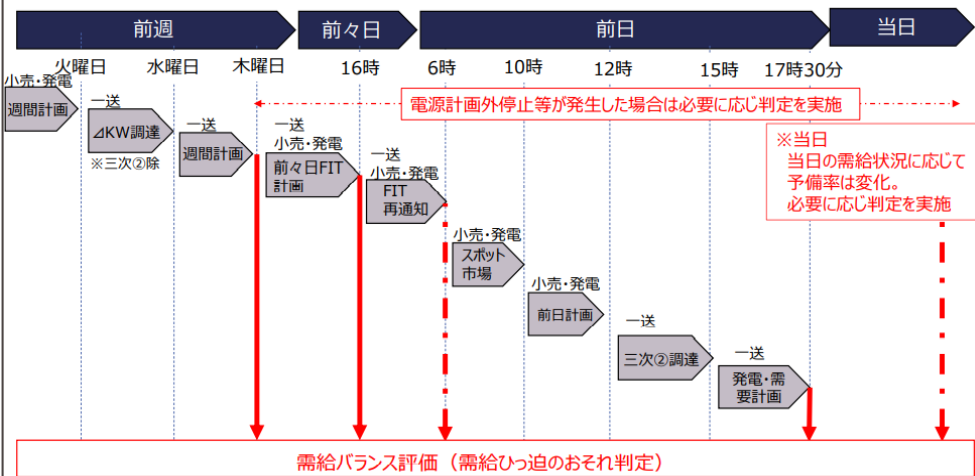 前週
前々日
前日
当日
火曜日
水曜日
木曜日
16時
6時
10時
12時
15時
17時30分
小売・発電
週間計画
一送
⊿KW調達
※三次②除
一送
週間計画
一送
小売・発電
前々日FIT
計画
一送
小売・発電
FIT
再通知
小売・発電
スポット
市場
小売・発電
前日計画
一送
三次②調達
一送
発電・需
要計画
電源計画外停止等が発生した場合は必要に応じ判定を実施
※当日
当日の需給状況に応じて
予備率は変化。
必要に応じ判定を実施
需給バランス評価（需給ひっ迫のおそれ判定）